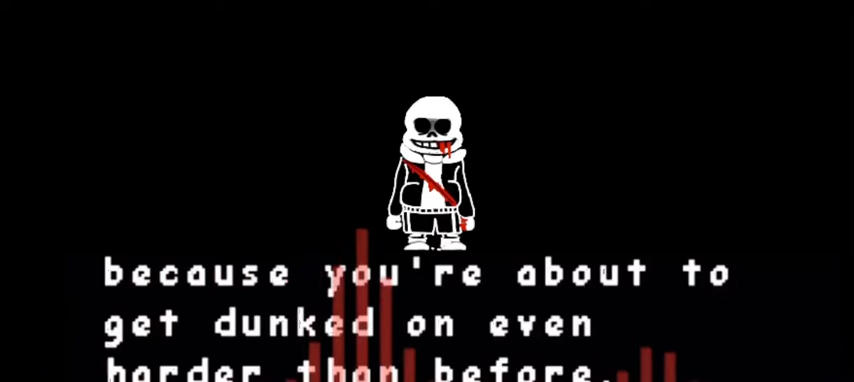 because you're about to
get dunked on even
harder than before.